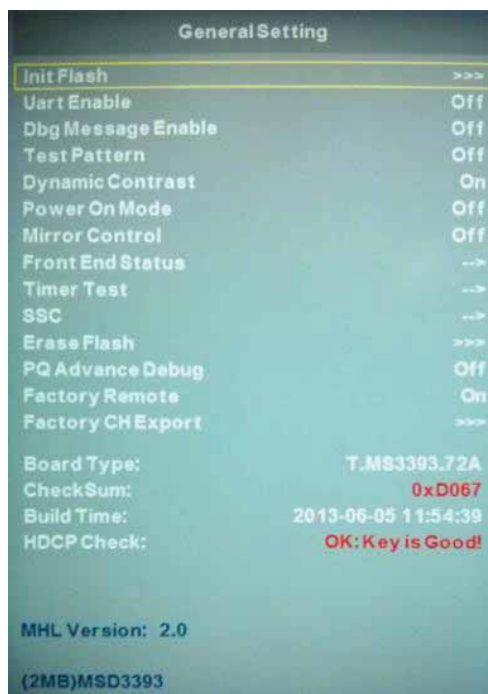 General Setting
Init Flash >>>
Uart Enable Off
Dbg Message Enable Off
Test Pattern Off
Dynamic Contrast On
Power On Mode Off
Mirror Control Off
Front End Status -->
Timer Test -->
SSC -->
Erase Flash >>>
PQ Advance Debug Off
Factory Remote On
Factory CH Export >>>
Board Type: T.MS3393.72A
CheckSum: 0xD067
Build Time: 2013-06-05 11:54:39
HDCP Check: OK: Key is Good!
MHL Version: 2.0
(2MB)MSD3393